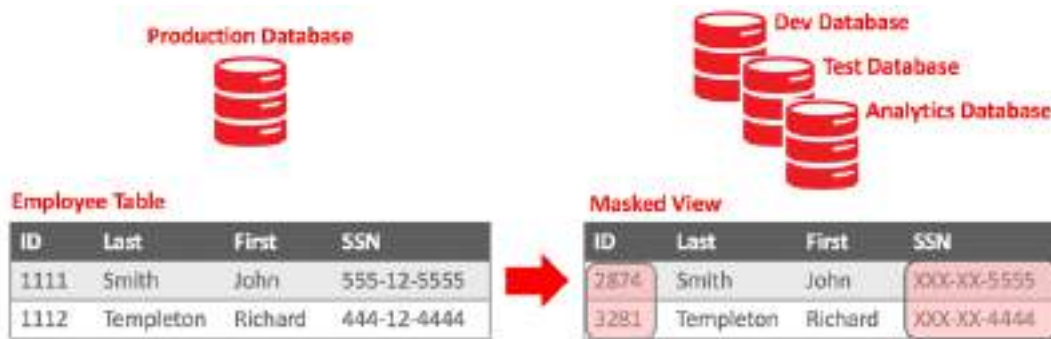 Production Database
Dev Database
Test Database
Analytics Database
Employee Table
ID Last First SSN
1111 Smith John 555-12-5555
1112 Templeton Richard 444-12-4444
Masked View
ID Last First SSN
2874 Smith John XXX-XX-5555
3281 Templeton Richard XXX-XX-4444